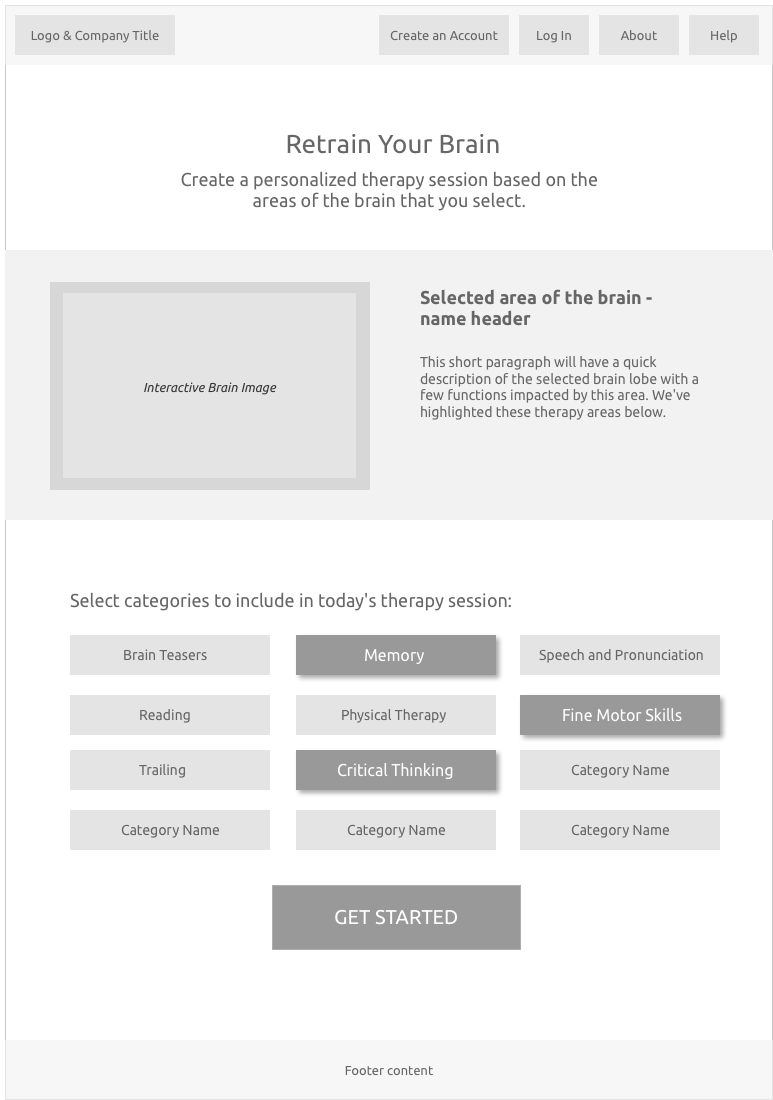 Logo & Company Title
Create an Account
Log In
About
Help
Retrain Your Brain
Create a personalized therapy session based on the
areas of the brain that you select.
Interactive Brain Image
Selected area of the brain -
name header
This short paragraph will have a quick
description of the selected brain lobe with a
few functions impacted by this area. We've
highlighted these therapy areas below.
Select categories to include in today's therapy session:
Brain Teasers
Memory
Speech and Pronunciation
Reading
Physical Therapy
Fine Motor Skills
Trailing
Critical Thinking
Category Name
Category Name
Category Name
Category Name
GET STARTED
Footer content